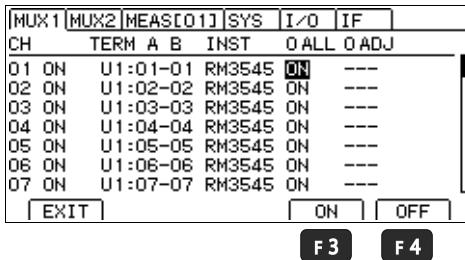 MUX1 MUX2 MEAS[01] SYS I/O IF
CH TERM A B INST 0 ALL 0 ADJ
01 ON U1:01-01 RM3545 ON ---
02 ON U1:02-02 RM3545 ON ---
03 ON U1:03-03 RM3545 ON ---
04 ON U1:04-04 RM3545 ON ---
05 ON U1:05-05 RM3545 ON ---
06 ON U1:06-06 RM3545 ON ---
07 ON U1:07-07 RM3545 ON ---
EXIT ON OFF
F3 F4